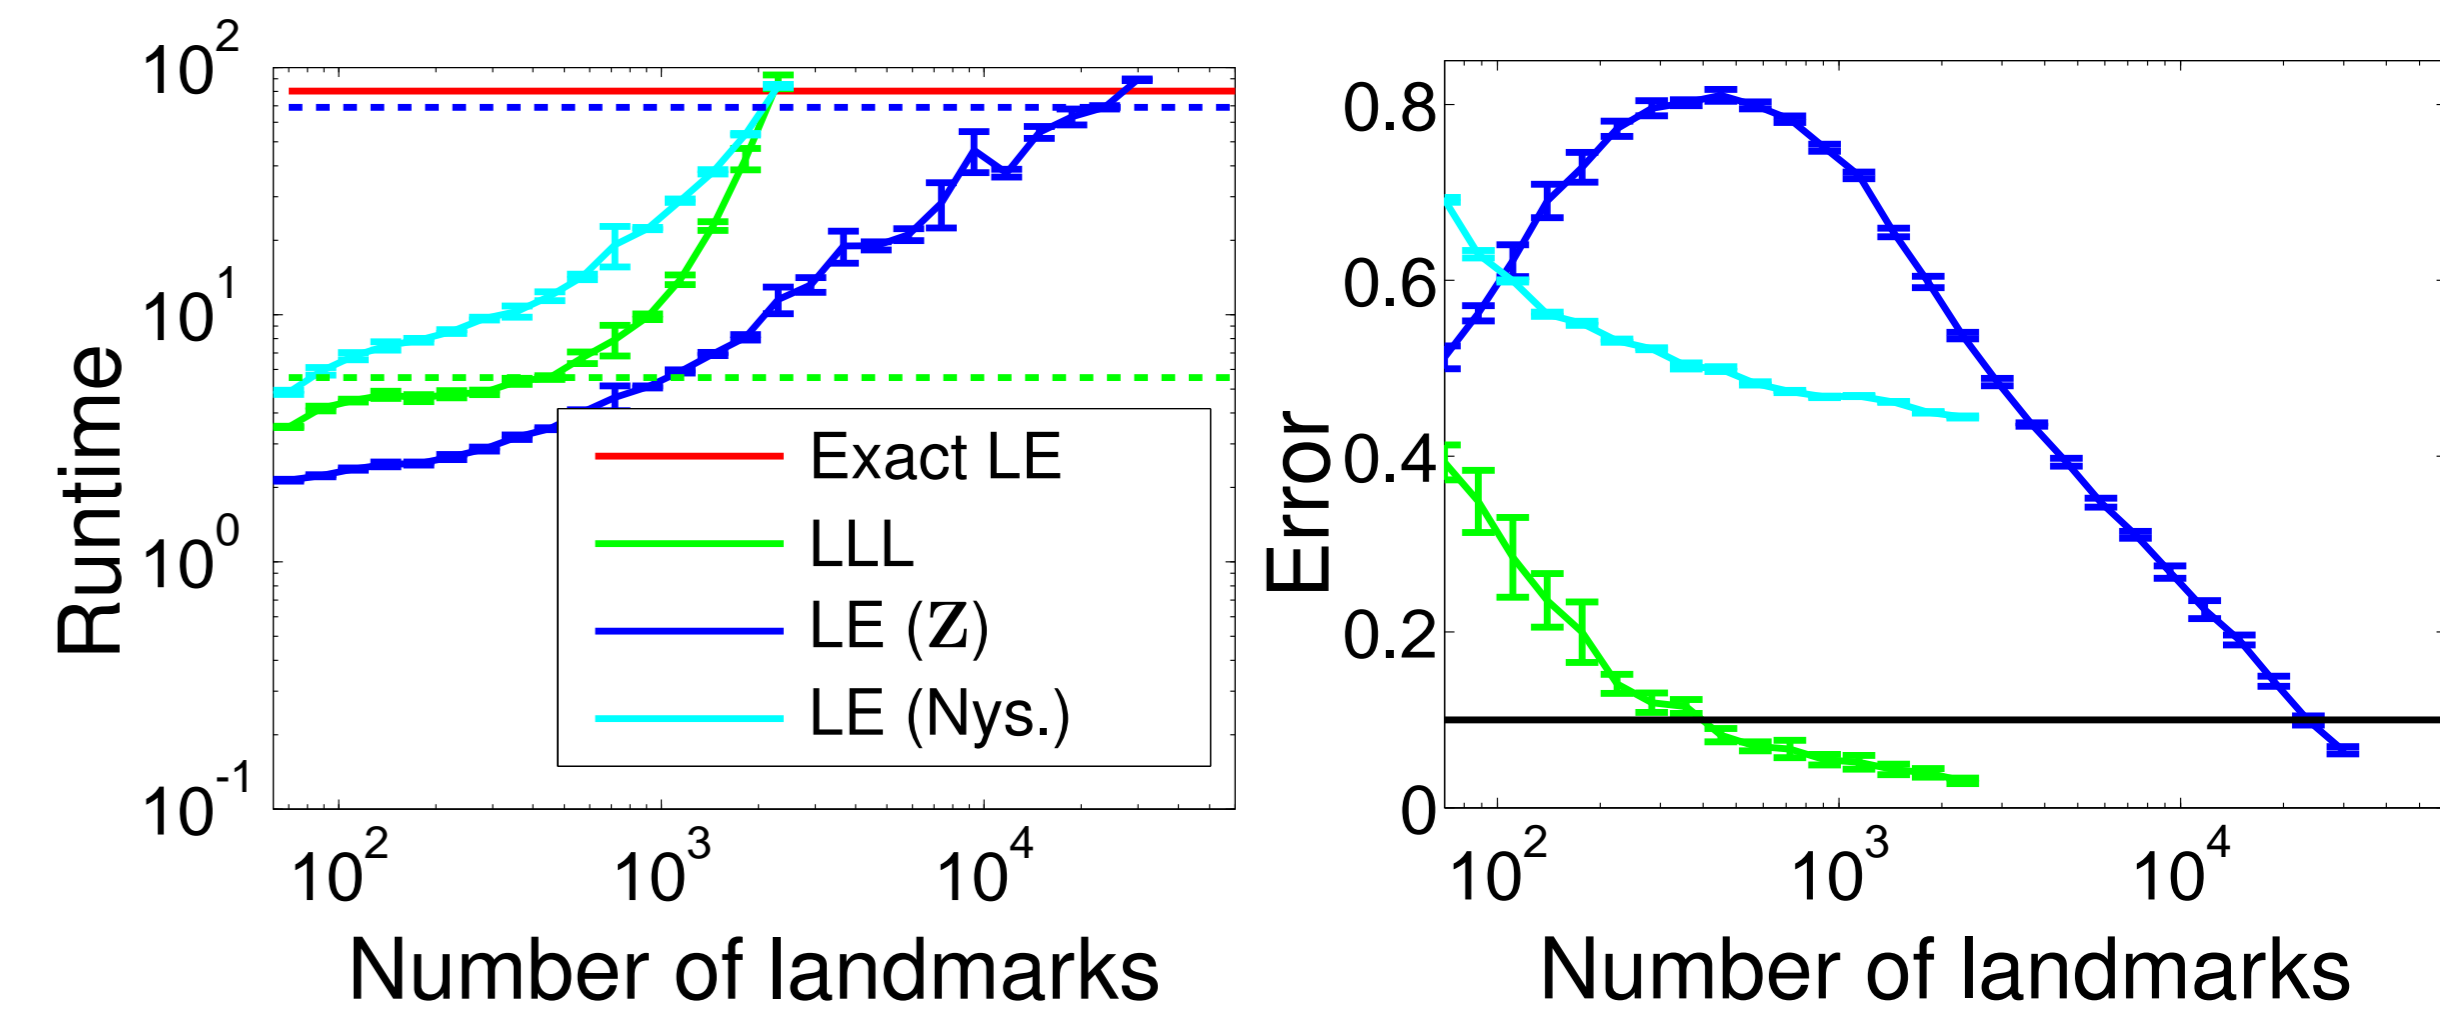 10^2
10^1
10^0
10^-1
Runtime
Exact LE
LLL
LE (Z)
LE (Nys.)
10^2 10^3 10^4
Number of landmarks
0.8
0.6
0.4
0.2
0
Error
10^2 10^3 10^4
Number of landmarks